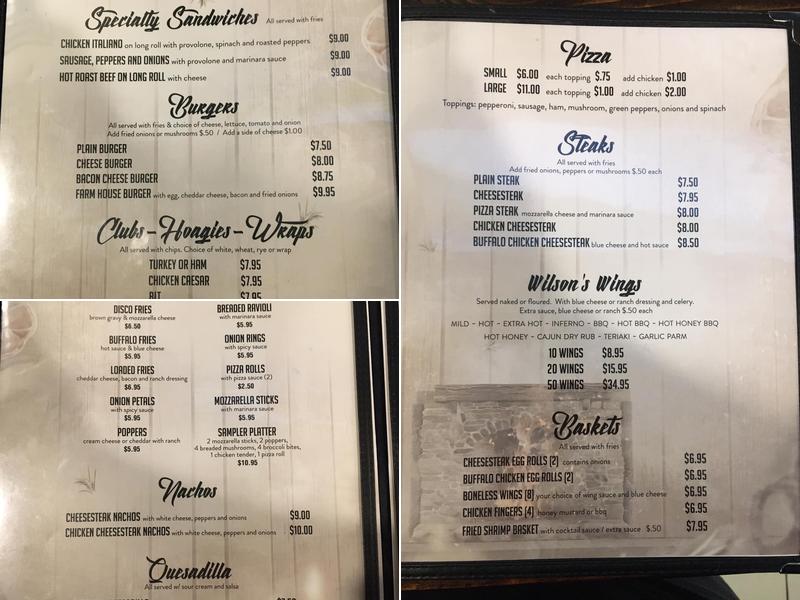 Specialty Sandwiches All served with fries
CHICKEN ITALIANO on long roll with provolone, spinach and roasted peppers $9.00
SAUSAGE, PEPPERS AND ONIONS with provolone and marinara sauce $9.00
HOT ROAST BEEF ON LONG ROLL with cheese $9.00
Burgers
All served with fries & choice of cheese, lettuce, tomato and onion
Add fried onions or mushrooms $.50 / Add a side of cheese $1.00
PLAIN BURGER $7.50
CHEESE BURGER $8.00
BACON CHEESE BURGER $8.75
FARM HOUSE BURGER with egg, cheddar cheese, bacon and fried onions $9.95
Clubs-Hoagies-Wraps
All served with chips. Choice of white, wheat, rye or wrap
TURKEY OR HAM $7.95
CHICKEN CAESAR $7.95
BLT $7.95
DISCO FRIES
brown gravy & mozzarella cheese
$6.50
BUFFALO FRIES
hot sauce & blue cheese
$5.95
LOADED FRIES
cheddar cheese, bacon and ranch dressing
$6.95
ONION PETALS
with spicy sauce
$5.95
POPPERS
cream cheese or cheddar with ranch
$5.95
BREADED RAVIOLI
with marinara sauce
$5.95
ONION RINGS
with spicy sauce
$5.95
PIZZA ROLLS
with pizza sauce (2)
$2.50
MOZZARELLA STICKS
with marinara sauce
$5.95
SAMPLER PLATTER
2 mozzarella sticks, 2 poppers,
4 breaded mushrooms, 4 broccoli bites,
1 chicken tender, 1 pizza roll
$10.95
Nachos
CHEESESTEAK NACHOS with white cheese, peppers and onions $9.00
CHICKEN CHEESESTEAK NACHOS with white cheese, peppers and onions $10.00
Quesadilla
All served w/ sour cream and salsa
Pizza
SMALL $6.00 each topping $.75 add chicken $1.00
LARGE $11.00 each topping $1.00 add chicken $2.00
Toppings: pepperoni, sausage, ham, mushroom, green peppers, onions and spinach
Steaks
All served with fries
Add fried onions, peppers or mushrooms $.50 each
PLAIN STEAK $7.50
CHEESESTEAK $7.95
PIZZA STEAK mozzarella cheese and marinara sauce $8.00
CHICKEN CHEESESTEAK $8.00
BUFFALO CHICKEN CHEESESTEAK blue cheese and hot sauce $8.50
Wilson's Wings
Served naked or floured. With blue cheese or ranch dressing and celery.
Extra sauce, blue cheese or ranch $.50 each
MILD - HOT - EXTRA HOT - INFERNO - BBQ - HOT BBQ - HOT HONEY BBQ
HOT HONEY - CAJUN DRY RUB - TERIAKI - GARLIC PARM
10 WINGS $8.95
20 WINGS $15.95
50 WINGS $34.95
Baskets
All served with fries
CHEESESTEAK EGG ROLLS (2) contains onions $6.95
BUFFALO CHICKEN EGG ROLLS (2) $6.95
BONELESS WINGS (8) your choice of wing sauce and blue cheese $6.95
CHICKEN FINGERS (4) honey mustard or bbq $6.95
FRIED SHRIMP BASKET with cocktail sauce / extra sauce $.50 $7.95